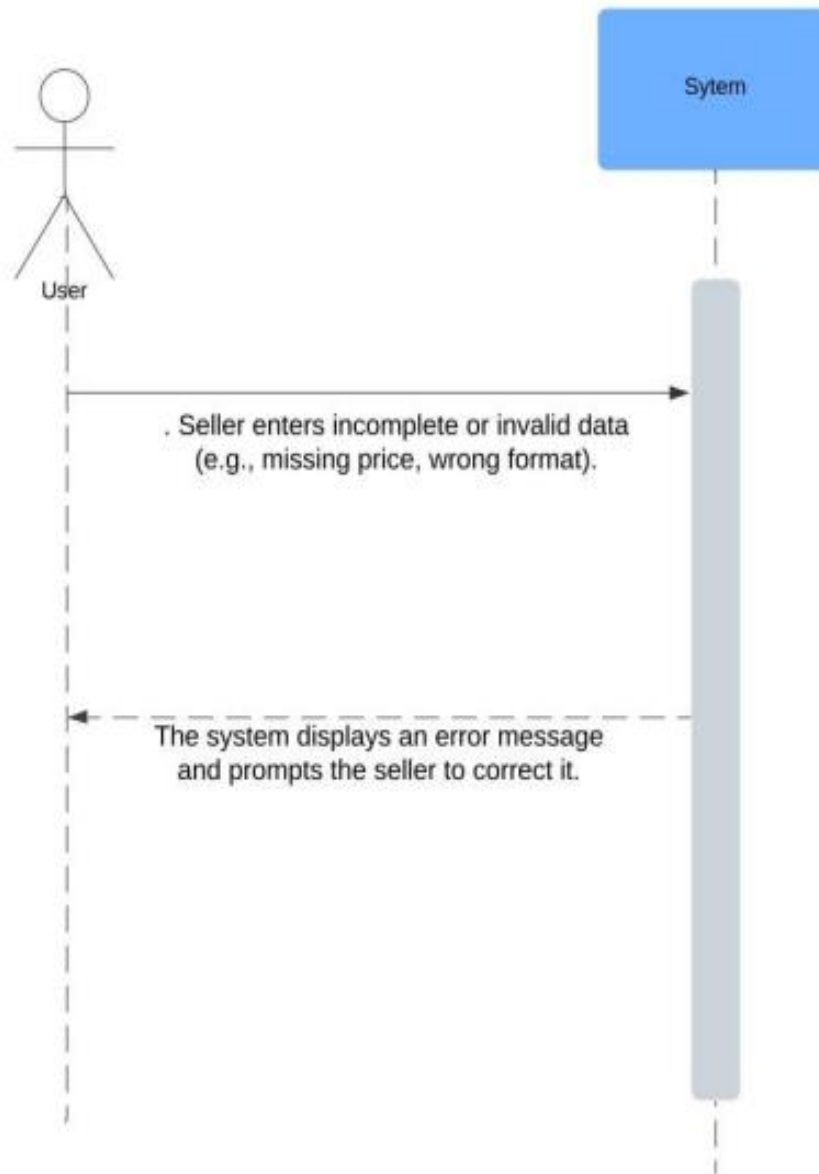 Sytem
User
. Seller enters incomplete or invalid data
(e.g., missing price, wrong format).
The system displays an error message
and prompts the seller to correct it.